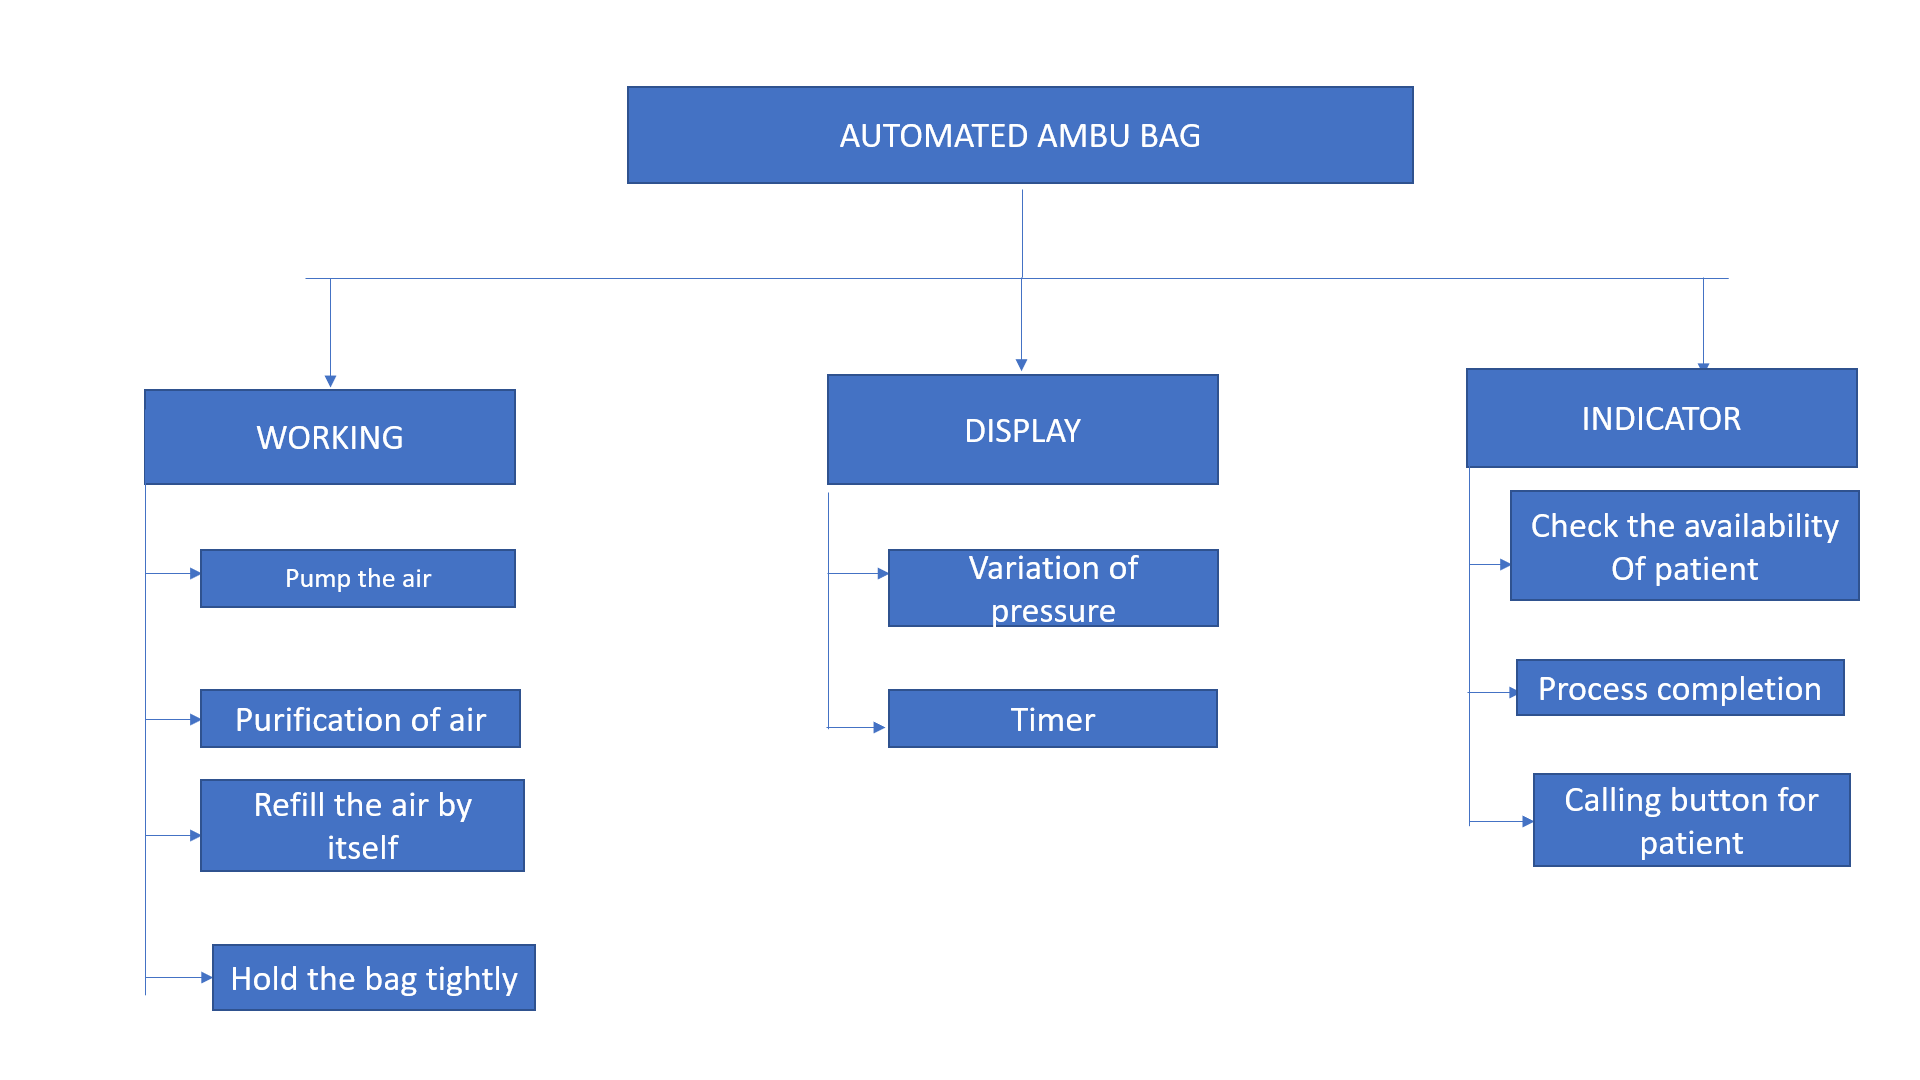 AUTOMATED AMBU BAG
WORKING
Pump the air
Purification of air
Refill the air by
itself
Hold the bag tightly
DISPLAY
Variation of
pressure
Timer
INDICATOR
Check the availability
Of patient
Process completion
Calling button for
patient